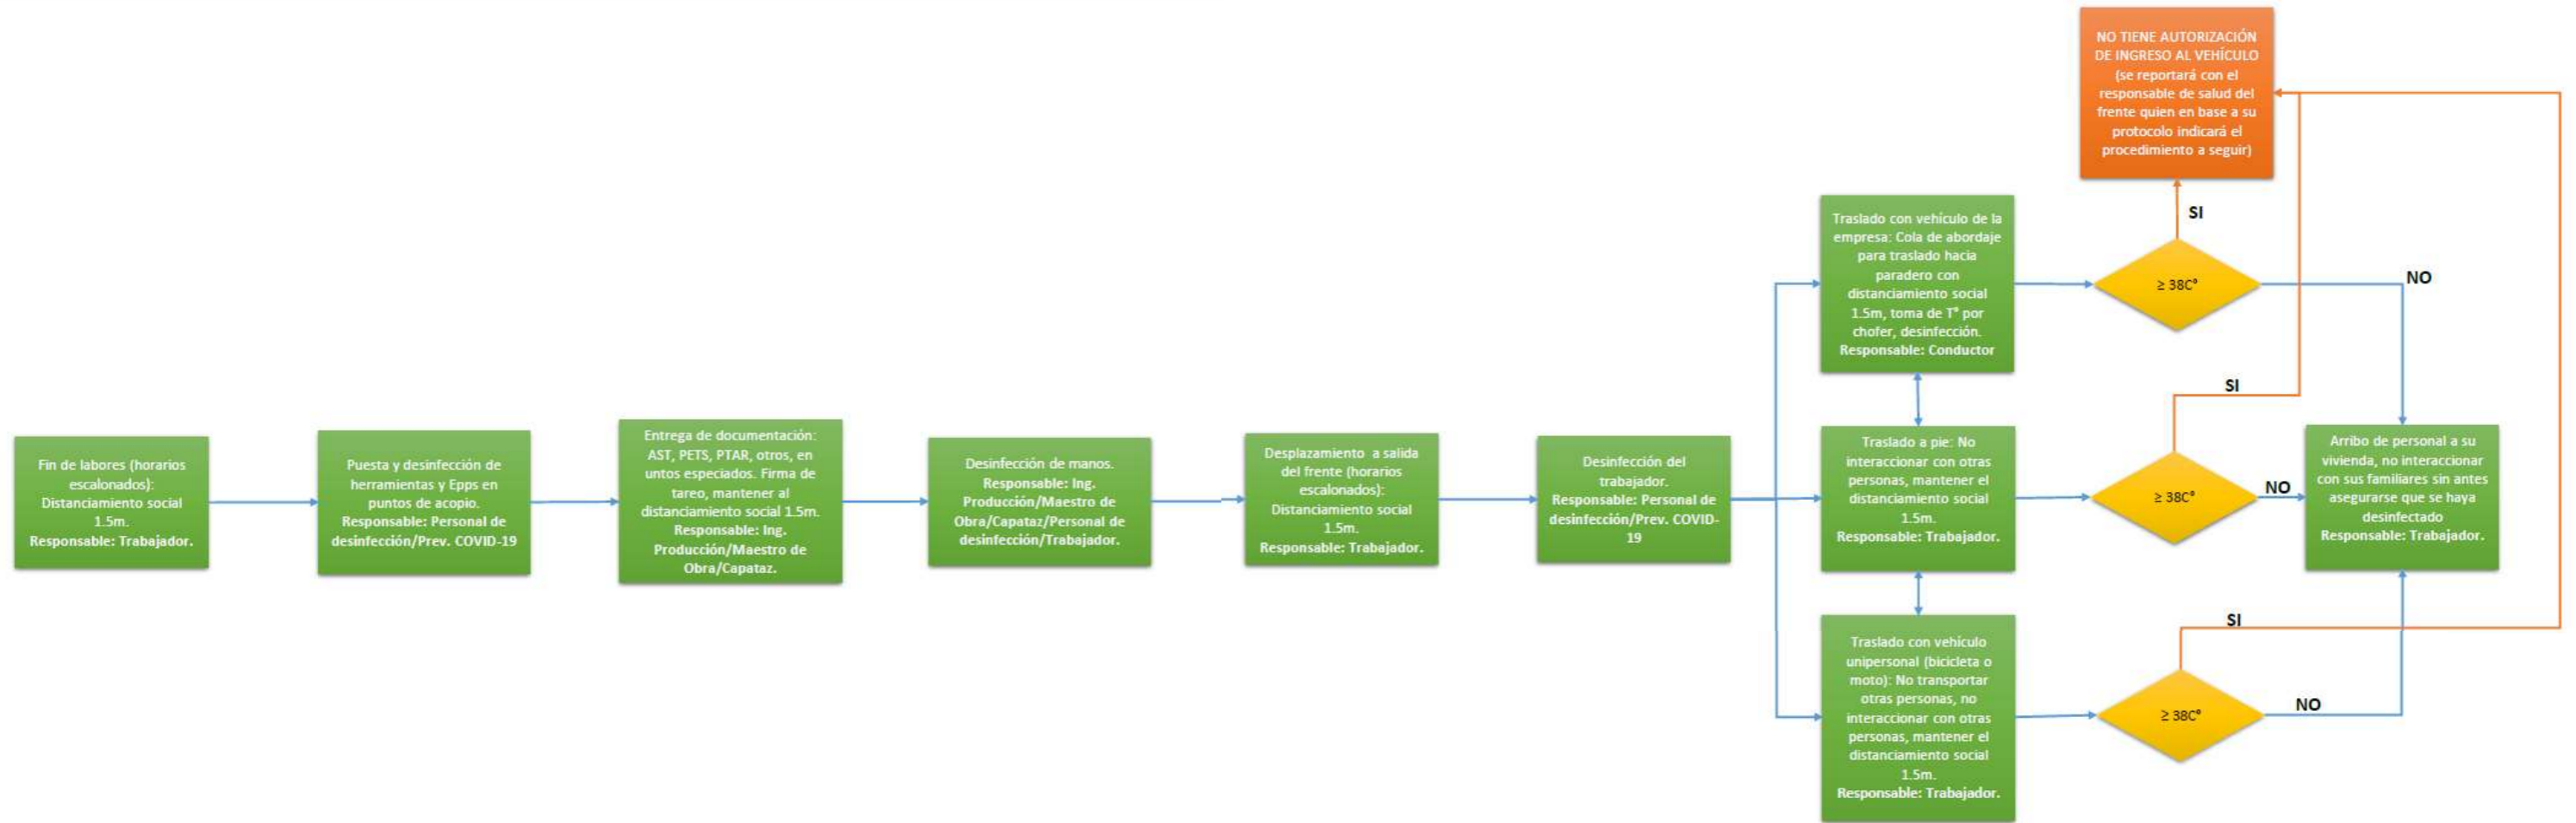 Fin de labores (horarios
escalonados):
Distanciamiento social
1.5m.
Responsable: Trabajador.
Puesta y desinfección de
herramientas y Epps en
puntos de acopio.
Responsable: Personal de
desinfección/Prev. COVID-19
Entrega de documentación:
AST, PETS, PTAR, otros, en
untos especiados. Firma de
tareo, mantener al
distanciamiento social 1.5m.
Responsable: Ing.
Producción/Maestro de
Obra/Capataz.
Desinfección de manos.
Responsable: Ing.
Producción/Maestro de
Obra/Capataz/Personal de
desinfección/Trabajador.
Desplazamiento a salida
del frente (horarios
escalonados):
Distanciamiento social
1.5m.
Responsable: Trabajador.
Desinfección del
trabajador.
Responsable: Personal de
desinfección/Prev. COVID-
19
Traslado con vehículo de la
empresa: Cola de abordaje
para traslado hacia
paradero con
distanciamiento social
1.5m, toma de T° por
chofer, desinfección.
Responsable: Conductor
≥ 38C°
SI
NO
NO TIENE AUTORIZACIÓN
DE INGRESO AL VEHÍCULO
(se reportará con el
responsable de salud del
frente quien en base a su
protocolo indicará el
procedimiento a seguir)
Traslado a pie: No
interaccionar con otras
personas, mantener el
distanciamiento social
1.5m.
Responsable: Trabajador.
≥ 38C°
SI
NO
Arribo de personal a su
vivienda, no interaccionar
con sus familiares sin antes
asegurarse que se haya
desinfectado
Responsable: Trabajador.
Traslado con vehículo
unipersonal (bicicleta o
moto): No transportar
otras personas, no
interaccionar con otras
personas, mantener el
distanciamiento social
1.5m.
Responsable: Trabajador.
≥ 38C°
SI
NO